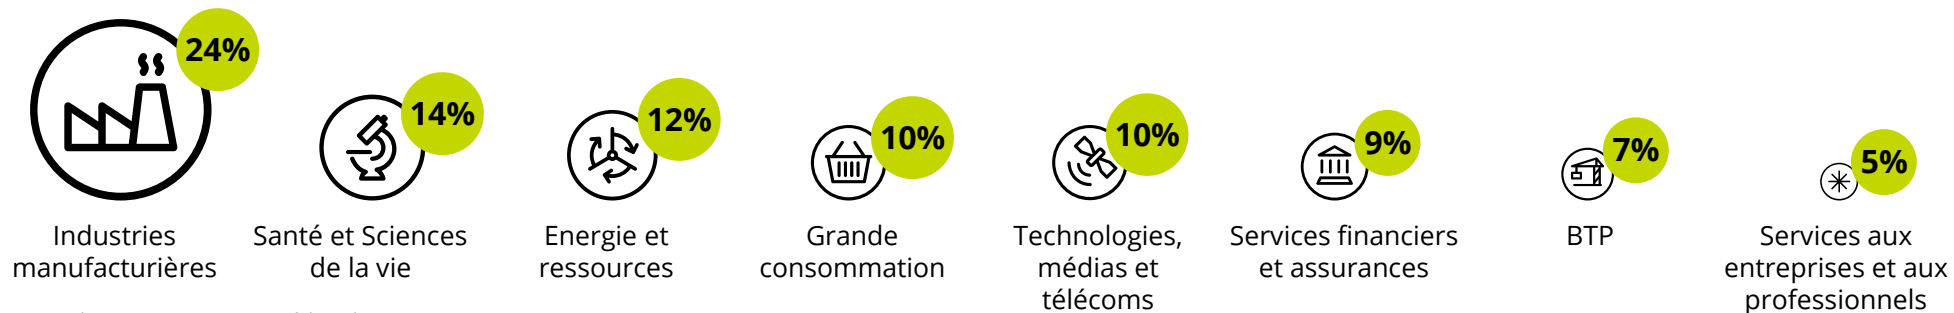 24%
Industries
manufacturières
14%
Santé et Sciences
de la vie
12%
Energie et
ressources
10%
Grande
consommation
10%
Technologies,
médias et
télécoms
9%
Services financiers
et assurances
7%
BTP
5%
Services aux
entreprises et aux
professionnels